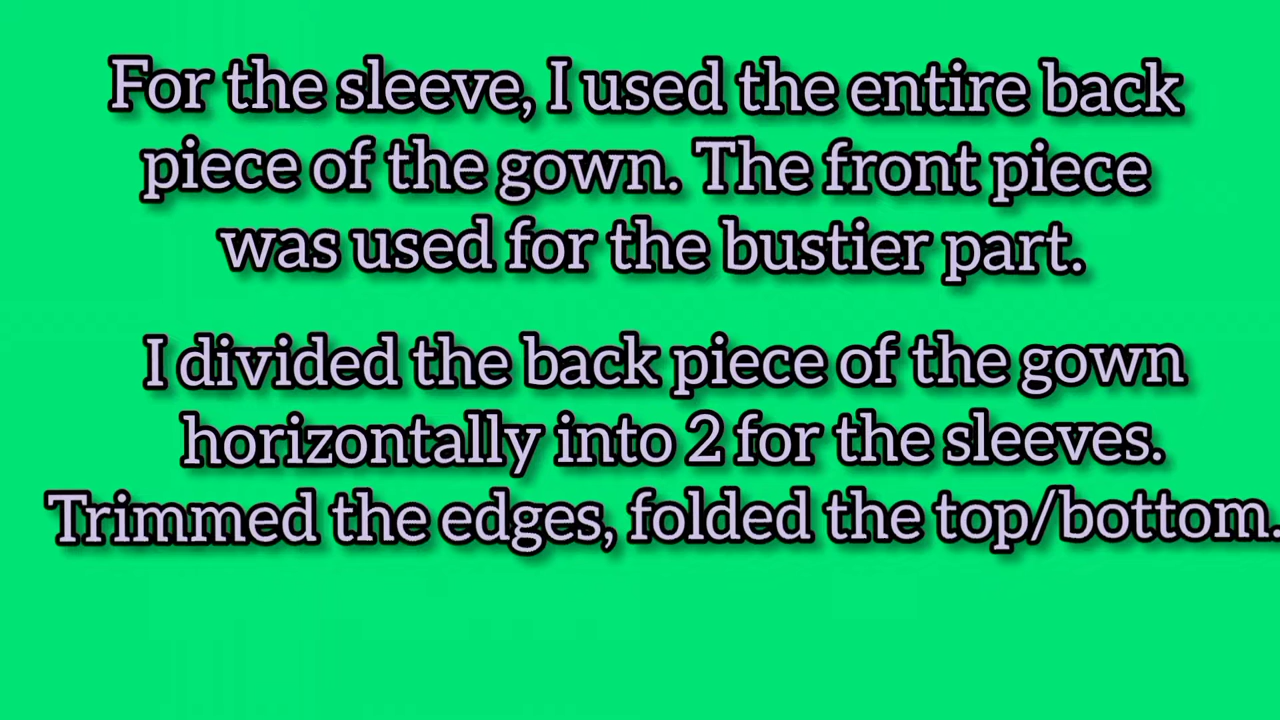 For the sleeve, I used the entire back
piece of the gown. The front piece
was used for the bustier part.
I divided the back piece of the gown
horizontally into 2 for the sleeves.
Trimmed the edges, folded the top/bottom.